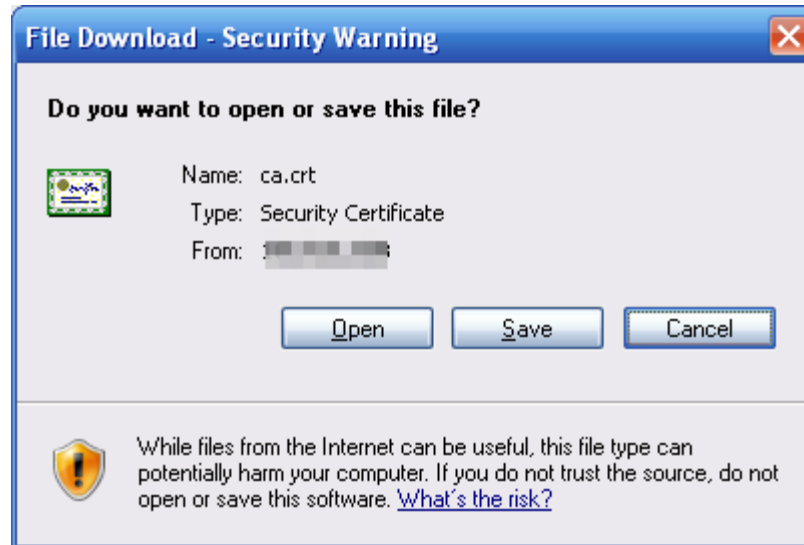 File Download - Security Warning
Do you want to open or save this file?
Name: ca.crt
Type: Security Certificate
From:
Open Save Cancel
While files from the Internet can be useful, this file type can
potentially harm your computer. If you do not trust the source, do not
open or save this software. What's the risk?